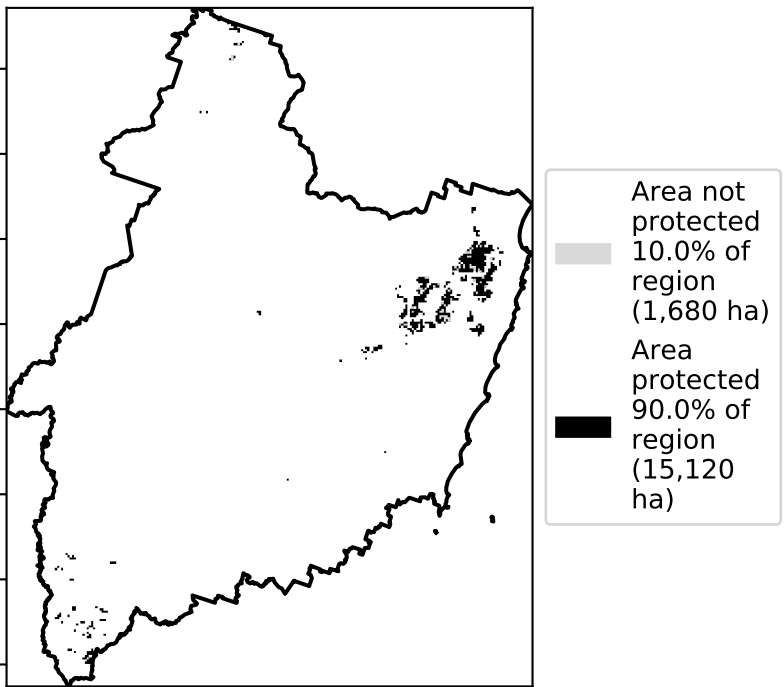 Area not
protected
10.0% of
region
(1,680 ha)
Area
protected
90.0% of
region
(15,120
ha)